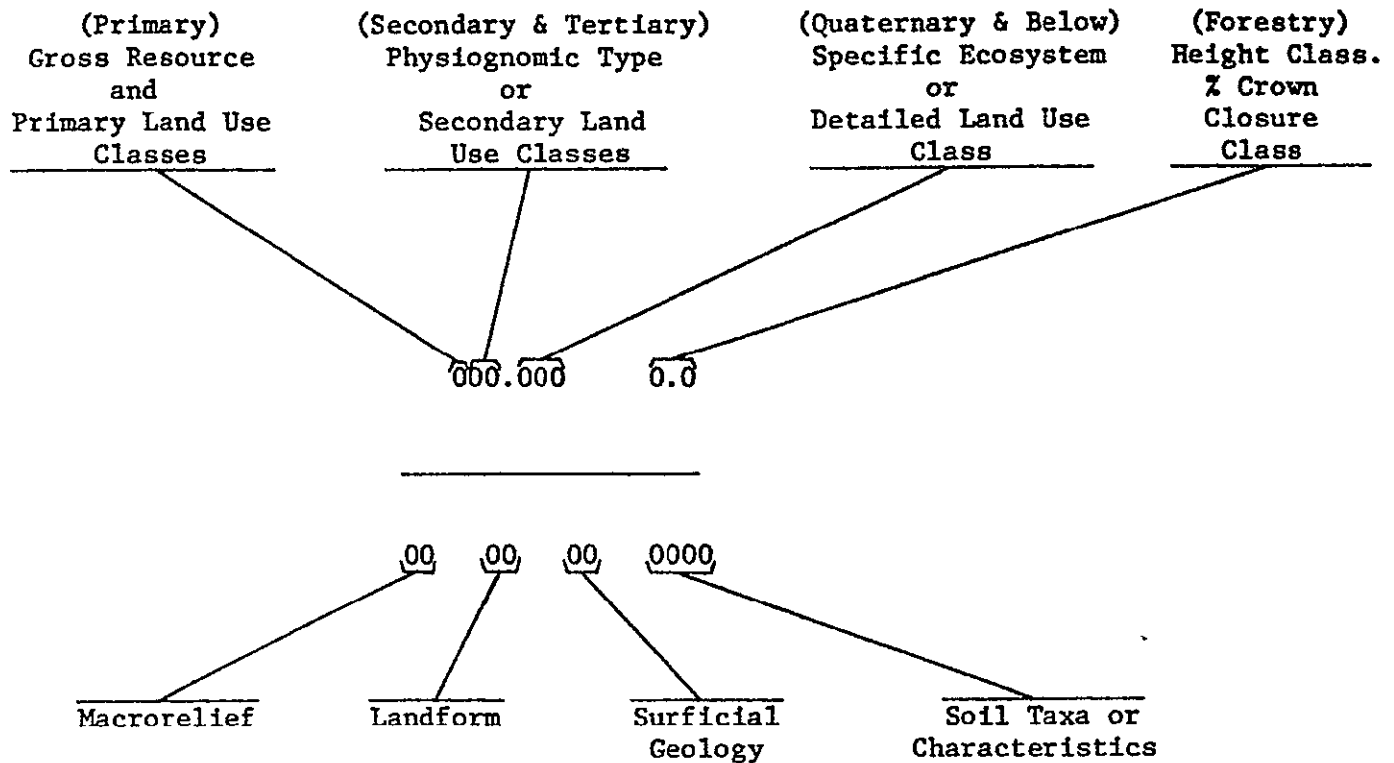 (Primary)
Gross Resource
and
Primary Land Use
Classes
(Secondary & Tertiary)
Physiognomic Type
or
Secondary Land
Use Classes
(Quaternary & Below)
Specific Ecosystem
or
Detailed Land Use
Class
(Forestry)
Height Class.
% Crown
Closure
Class
000.000 0.0
00 00 00 0000
Macrorelief
Landform
Surficial
Geology
Soil Taxa or
Characteristics